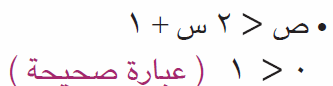 • ص < ٢ س + ١
٠ < ١ ( عبارة صحيحة )